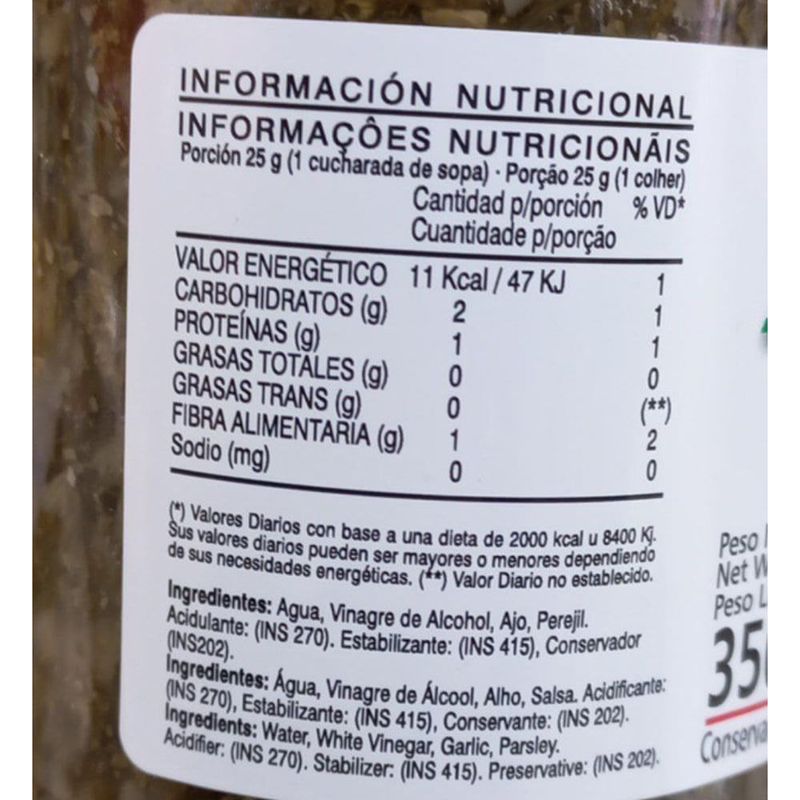 INFORMACIÓN NUTRICIONAL
INFORMAÇÔES NUTRICIONÃIS
Porción 25 g (1 cucharada de sopa) · Porção 25 g (1 colher)
Cantidad p/porción % VD*
Cuantidade p/porção
VALOR ENERGÉTICO 11 Kcal / 47 KJ 1
CARBOHIDRATOS (g) 2 1
PROTEÍNAS (g) 1 1
GRASAS TOTALES (g) 0 0
GRASAS TRANS (g) 0 (**)
FIBRA ALIMENTARIA (g) 1 2
Sodio (mg) 0 0
(*) Valores Diarios con base a una dieta de 2000 kcal u 8400 Kj.
Sus valores diarios pueden ser mayores o menores dependiendo
de sus necesidades energéticas. (**) Valor Diario no establecido.
Ingredientes: Agua, Vinagre de Alcohol, Ajo, Perejil.
Acidulante: (INS 270). Estabilizante: (INS 415), Conservador
(INS202).
Ingredientes: Água, Vinagre de Álcool, Alho, Salsa. Acidificante:
(INS 270), Estabilizante: (INS 415), Conservante: (INS 202).
Ingredients: Water, White Vinegar, Garlic, Parsley.
Acidifier: (INS 270). Stabilizer: (INS 415). Preservative: (INS 202).
Peso
Net
Peso